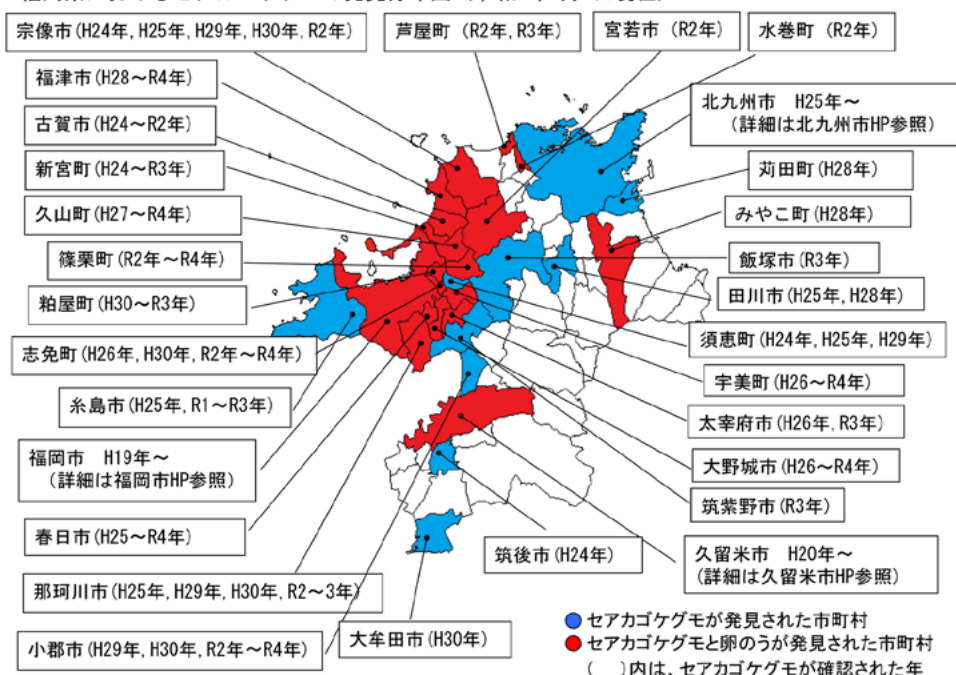 宗像市(H24年, H25年, H29年, H30年, R2年)
芦屋町 (R2年, R3年)
宮若市 (R2年)
水巻町 (R2年)
福津市(H28～R4年)
北九州市 H25年～
(詳細は北九州市HP参照)
古賀市(H24～R2年)
新宮町(H24～R3年)
苅田町(H28年)
久山町(H27～R4年)
みやこ町(H28年)
篠栗町(R2年～R4年)
飯塚市(R3年)
粕屋町(H30～R3年)
田川市(H25年, H28年)
志免町(H26年, H30年, R2年～R4年)
須恵町(H24年, H25年, H29年)
宇美町(H26～R4年)
糸島市(H25年, R1～R3年)
太宰府市(H26年, R3年)
福岡市 H19年～
(詳細は福岡市HP参照)
大野城市(H26～R4年)
筑紫野市(R3年)
春日市(H25～R4年)
筑後市(H24年)
久留米市 H20年～
(詳細は久留米市HP参照)
那珂川市(H25年, H29年, H30年, R2～3年)
小郡市(H29年, H30年, R2年～R4年)
大牟田市(H30年)
セアカゴケグモが発見された市町村
セアカゴケグモと卵のうが発見された市町村
( )内は、セアカゴケグモが確認された年